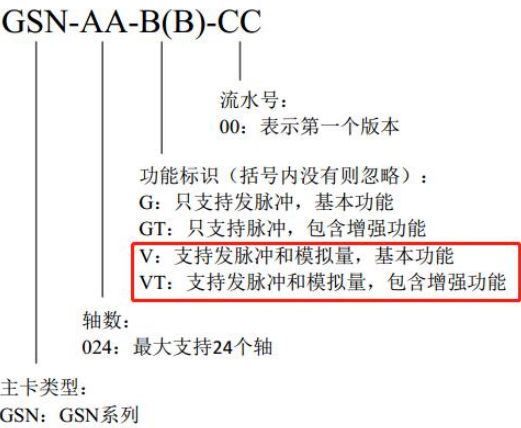 GSN-AA-B(B)-CC
流水号：
00：表示第一个版本
功能标识（括号内没有则忽略）：
G：只支持发脉冲，基本功能
GT：只支持脉冲，包含增强功能
V：支持发脉冲和模拟量，基本功能
VT：支持发脉冲和模拟量，包含增强功能
轴数：
024：最大支持24个轴
主卡类型：
GSN：GSN系列